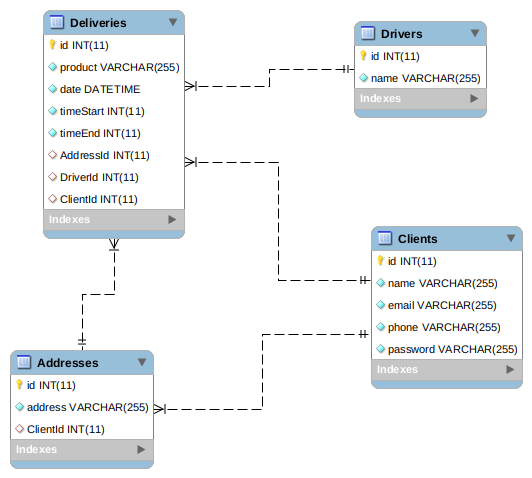 Deliveries
id INT(11)
product VARCHAR(255)
date DATETIME
timeStart INT(11)
timeEnd INT(11)
AddressId INT(11)
DriverId INT(11)
ClientId INT(11)
Indexes
Drivers
id INT(11)
name VARCHAR(255)
Indexes
Clients
id INT(11)
name VARCHAR(255)
email VARCHAR(255)
phone VARCHAR(255)
password VARCHAR(255)
Indexes
Addresses
id INT(11)
address VARCHAR(255)
ClientId INT(11)
Indexes